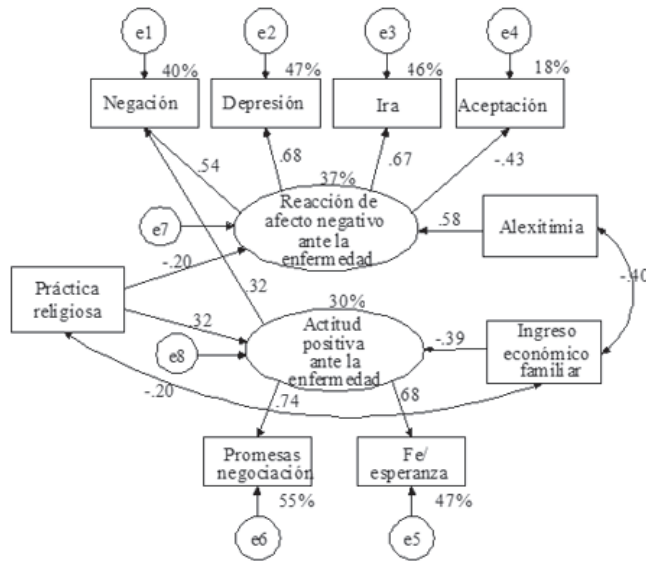 e1
e2
e3
e4
40%
47%
46%
18%
Negación
Depresión
Ira
Aceptación
.54
.68
.67
-.43
37%
Reacción de
afecto negativo
ante la
enfermedad
e7
.58
Alexitimia
-.20
.32
-.40
Práctica
religiosa
.32
30%
Actitud
positiva
ante la
enfermedad
e8
-.39
Ingreso
económico
familiar
-.20
.74
.68
Promesas
negociación
Fe/
esperanza
55%
47%
e6
e5